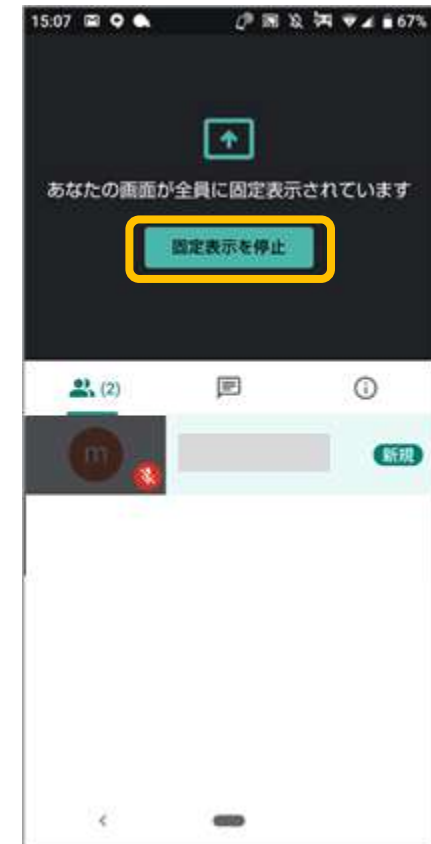 15:07 67%
あなたの画面が全員に固定表示されています
固定表示を停止
(2)
m
新規